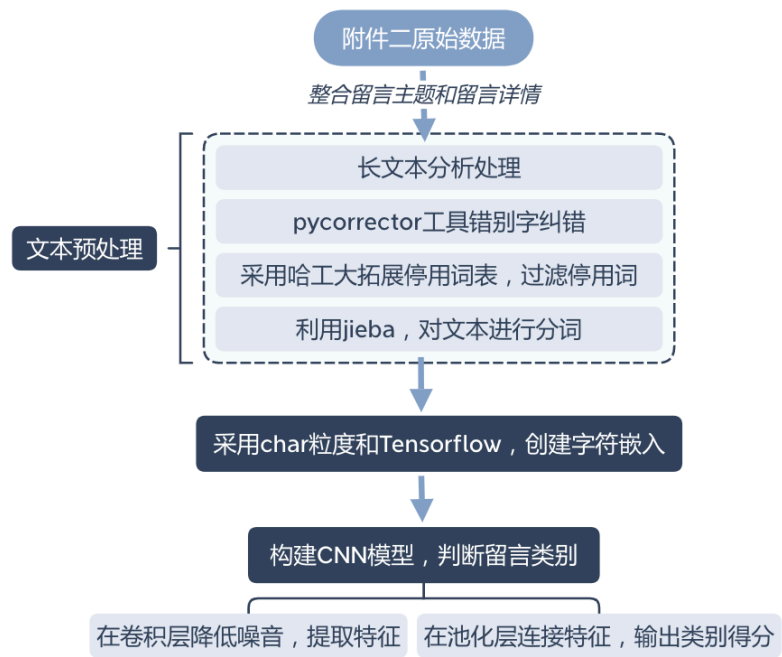 附件二原始数据
整合留言主题和留言详情
长文本分析处理
pycorrector工具错别字纠错
文本预处理
采用哈工大拓展停用词表，过滤停用词
利用jieba，对文本进行分词
采用char粒度和Tensorflow，创建字符嵌入
构建CNN模型，判断留言类别
在卷积层降低噪音，提取特征
在池化层连接特征，输出类别得分